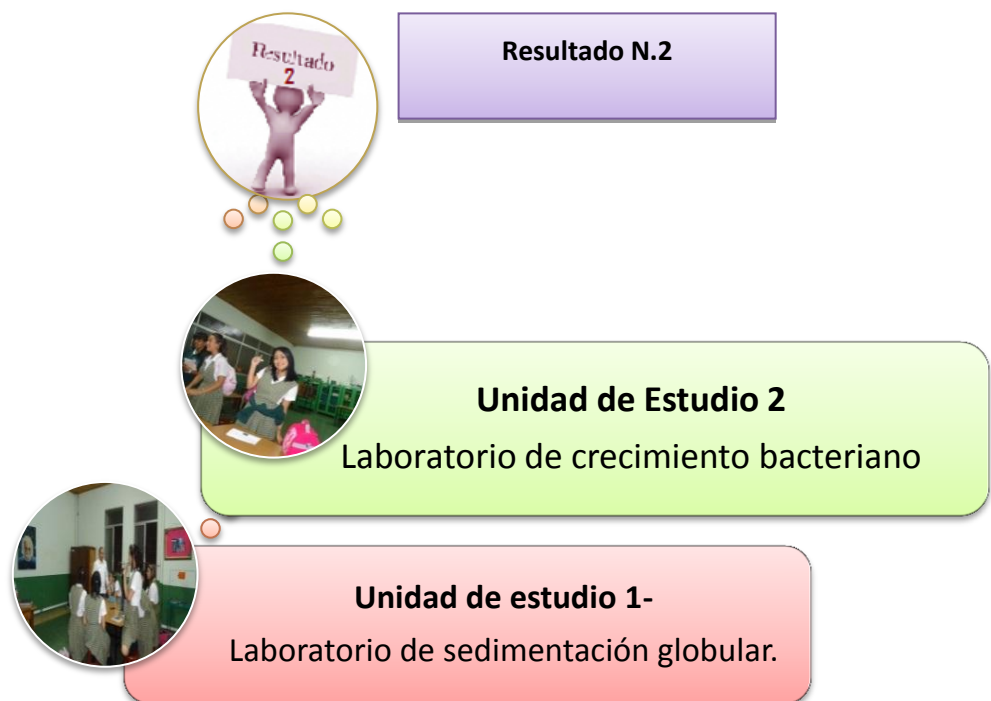 Resultado
2
Resultado N.2
Unidad de Estudio 2
Laboratorio de crecimiento bacteriano
Unidad de estudio 1-
Laboratorio de sedimentación globular.